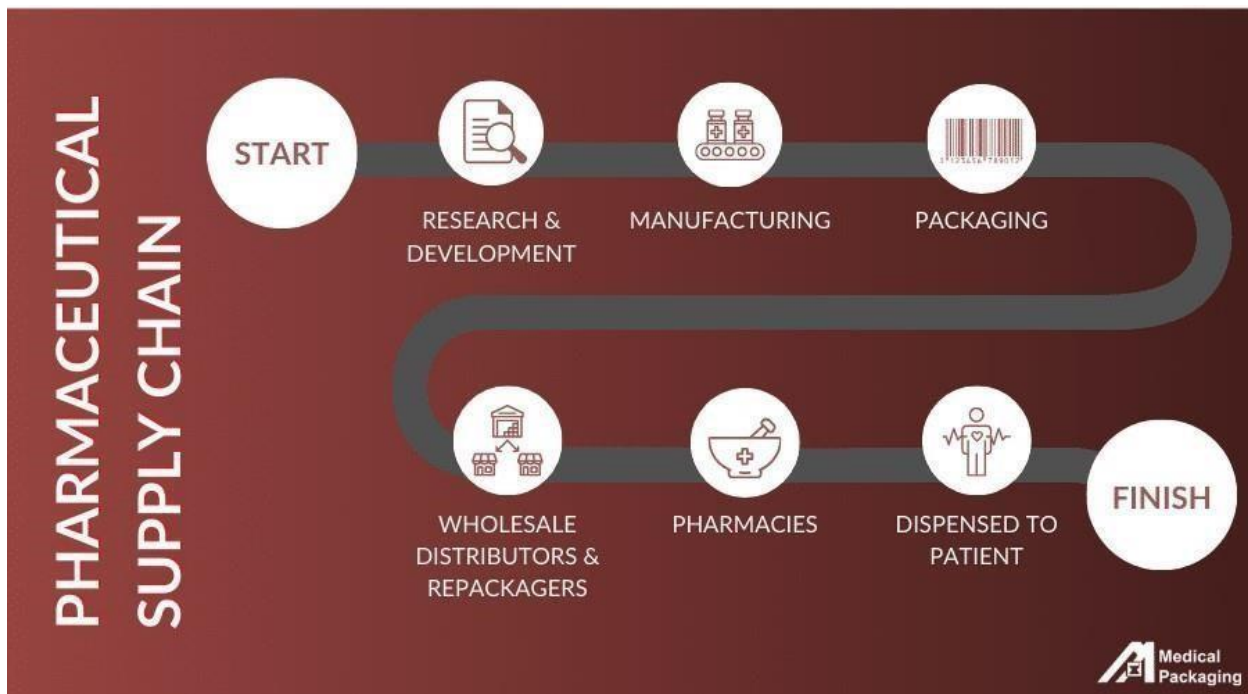 PHARMACEUTICAL
SUPPLY CHAIN
START
RESEARCH &
DEVELOPMENT
MANUFACTURING
PACKAGING
WHOLESALE
DISTRIBUTORS &
REPACKAGERS
PHARMACIES
DISPENSED TO
PATIENT
FINISH
Medical
Packaging